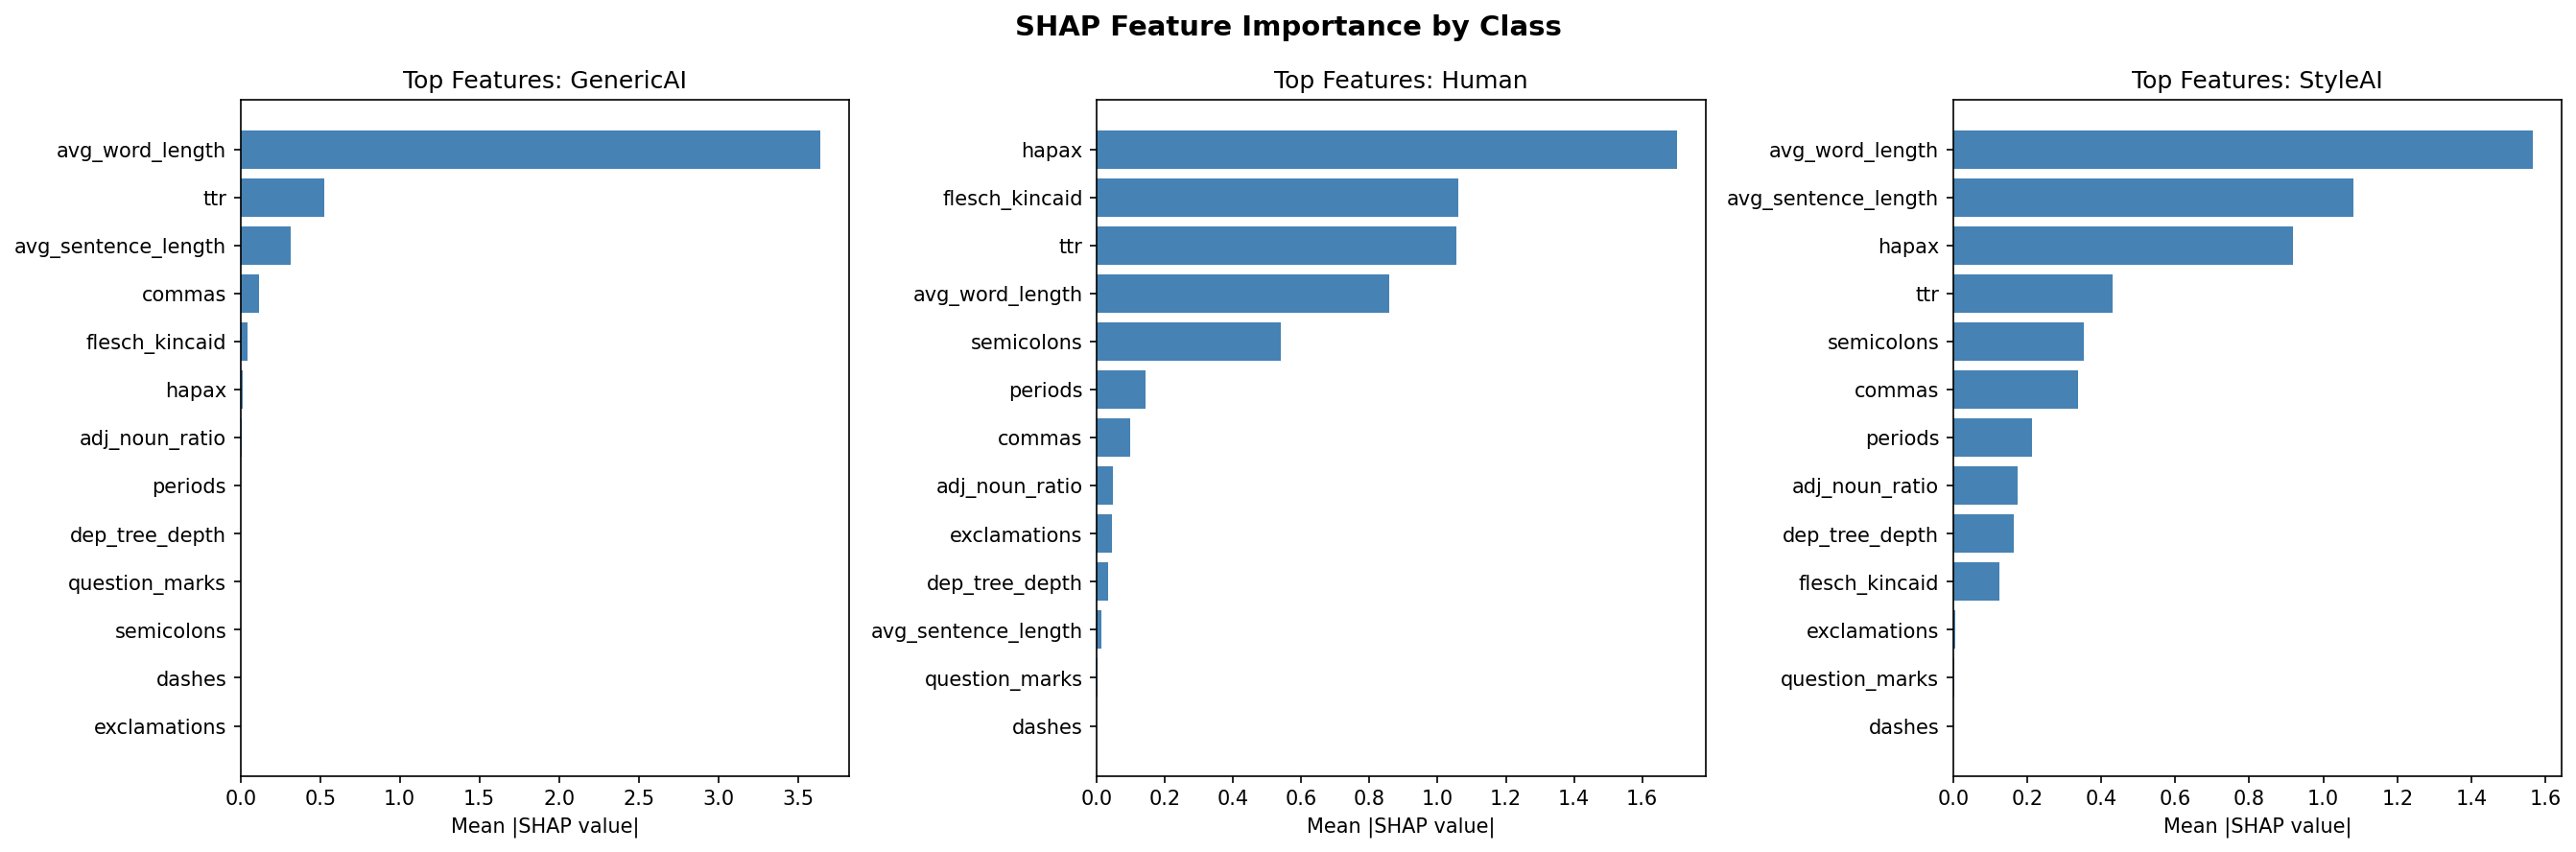 SHAP Feature Importance by Class
Top Features: GenericAI
avg_word_length
ttr
avg_sentence_length
commas
flesch_kincaid
hapax
adj_noun_ratio
periods
dep_tree_depth
question_marks
semicolons
dashes
exclamations
0.0 0.5 1.0 1.5 2.0 2.5 3.0 3.5
Mean |SHAP value|
Top Features: Human
hapax
flesch_kincaid
ttr
avg_word_length
semicolons
periods
commas
adj_noun_ratio
exclamations
dep_tree_depth
avg_sentence_length
question_marks
dashes
0.0 0.2 0.4 0.6 0.8 1.0 1.2 1.4 1.6
Mean |SHAP value|
Top Features: StyleAI
avg_word_length
avg_sentence_length
hapax
ttr
semicolons
commas
periods
adj_noun_ratio
dep_tree_depth
flesch_kincaid
exclamations
question_marks
dashes
0.0 0.2 0.4 0.6 0.8 1.0 1.2 1.4 1.6
Mean |SHAP value|